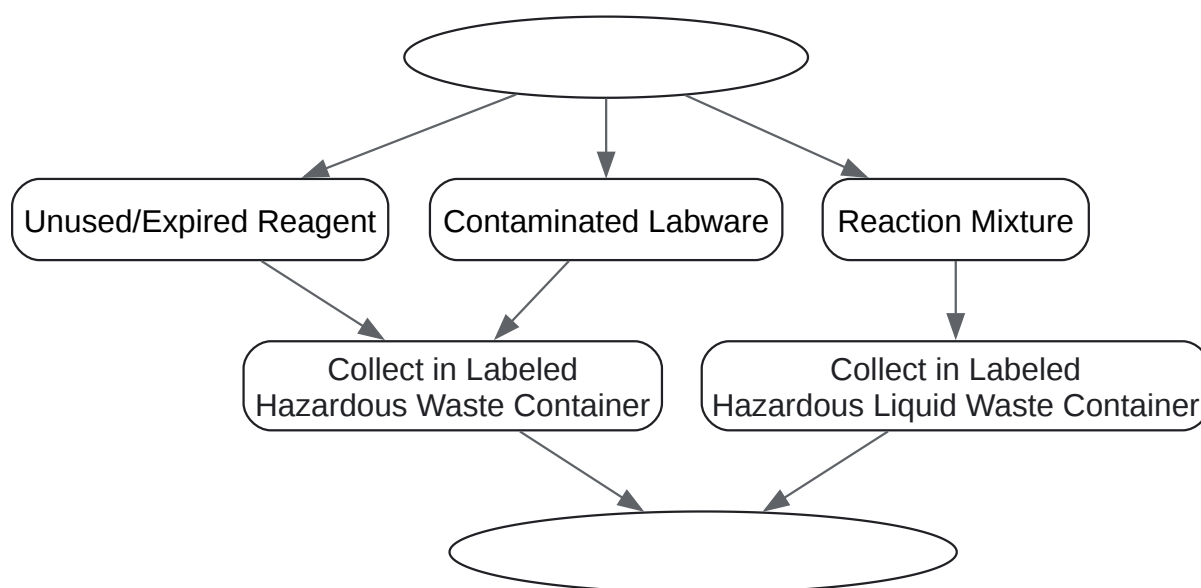 Unused/Expired Reagent
Contaminated Labware
Reaction Mixture
Collect in Labeled
Hazardous Waste Container
Collect in Labeled
Hazardous Liquid Waste Container